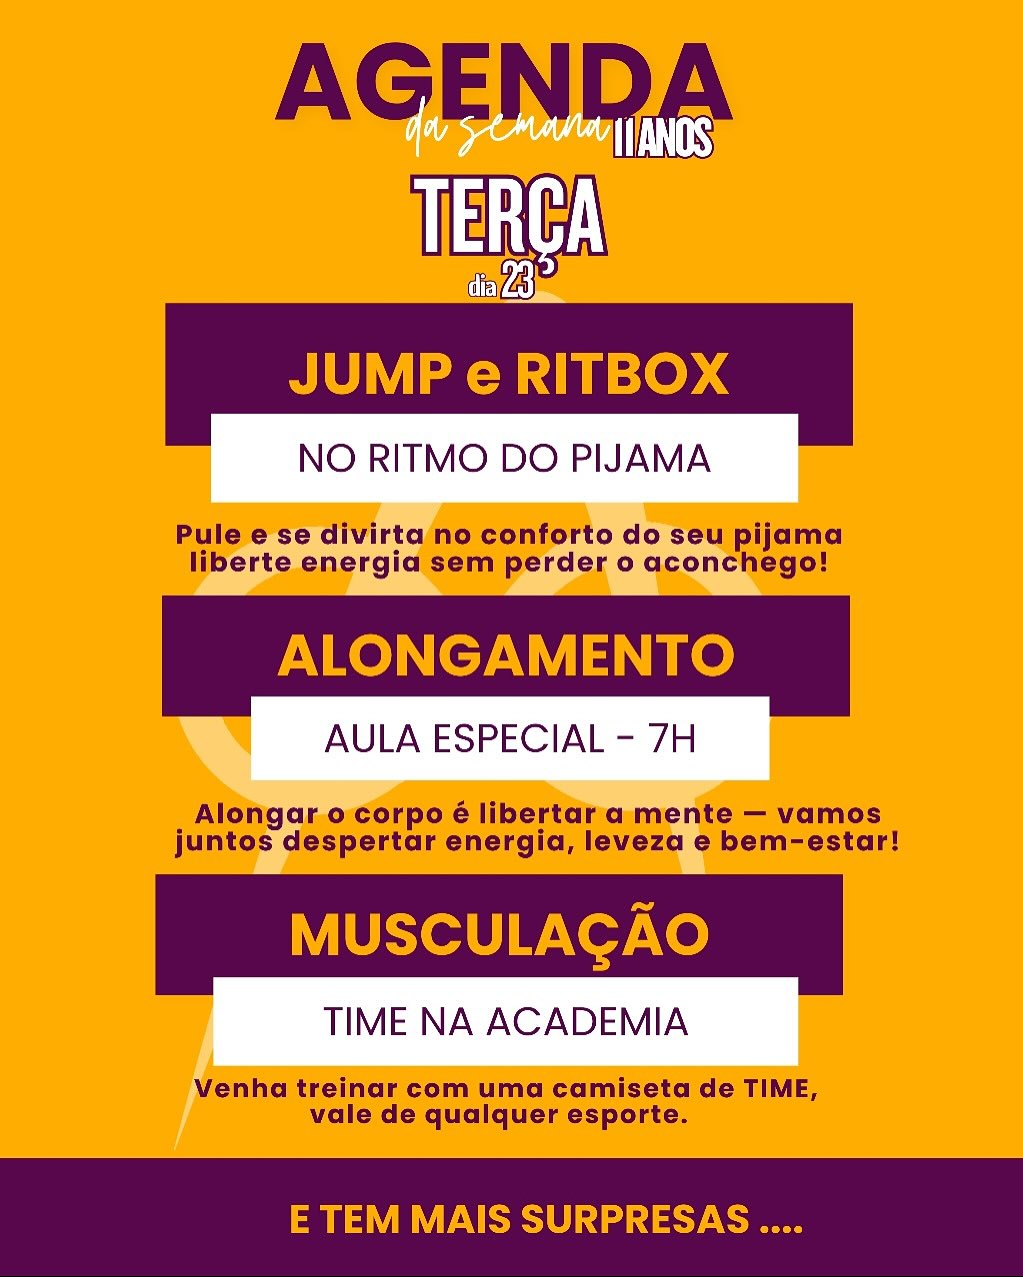 AGENDA
da semana 11 ANOS
TERÇA
dia 23
JUMP e RITBOX
NO RITMO DO PIJAMA
Pule e se divirta no conforto do seu pijama
liberte energia sem perder o aconchego!
ALONGAMENTO
AULA ESPECIAL - 7H
Alongar o corpo é libertar a mente — vamos
juntos despertar energia, leveza e bem-estar!
MUSCULAÇÃO
TIME NA ACADEMIA
Venha treinar com uma camiseta de TIME,
vale de qualquer esporte.
E TEM MAIS SURPRESAS ....